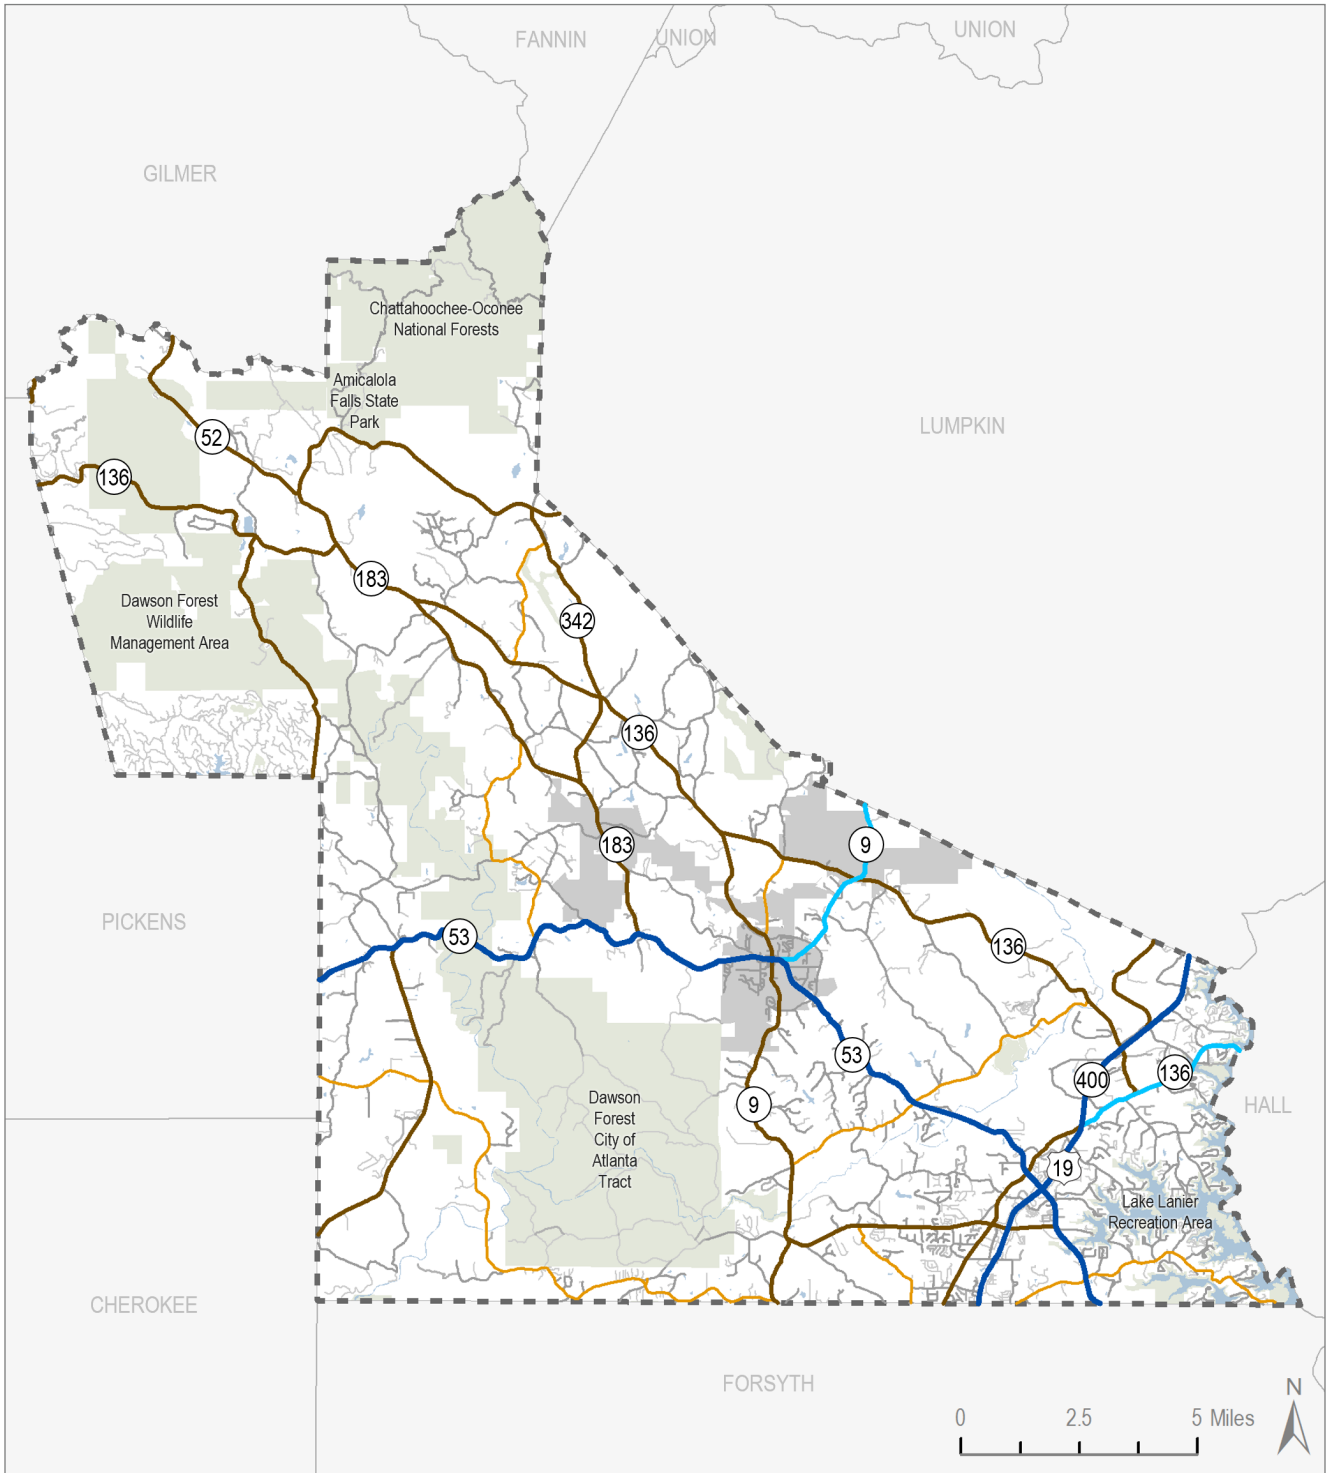 FANNIN
UNION
UNION
GILMER
Chattahoochee-Oconee
National Forests
Amicalola
Falls State
Park
LUMPKIN
52
136
183
Dawson Forest
Wildlife
Management Area
342
136
183
9
PICKENS
53
136
53
400
136
9
HALL
Dawson
Forest
City of
Atlanta
Tract
19
Lake Lanier
Recreation Area
CHEROKEE
FORSYTH
N
0 2.5 5 Miles